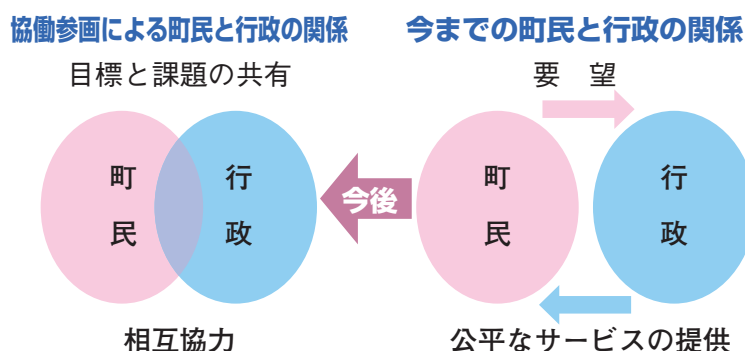 協働参画による町民と行政の関係
目標と課題の共有
町民
行政
相互協力
今後
今までの町民と行政の関係
要 望
町民
行政
公平なサービスの提供